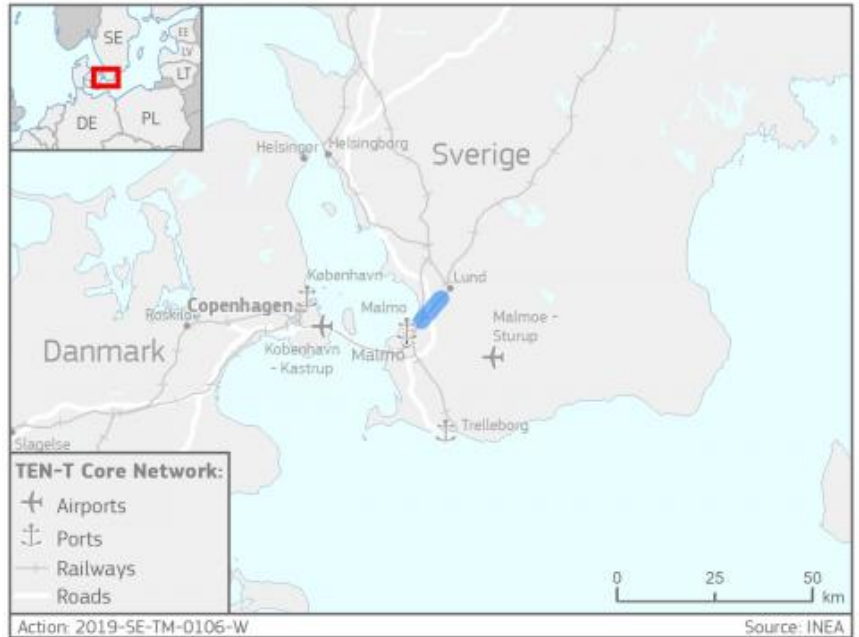 SE
EE
LV
LT
DE
PL
Helsingør
Helsingborg
Sverige
København
Lund
Copenhagen
Malmo
Roskilde
Malmoe -
Sturup
Danmark
Kobenhavn
- Kastrup
Malmo
Trelleborg
Slagelse
TEN-T Core Network:
Airports
Ports
Railways
Roads
0 25 50
km
Action: 2019-SE-TM-0106-W
Source: INEA